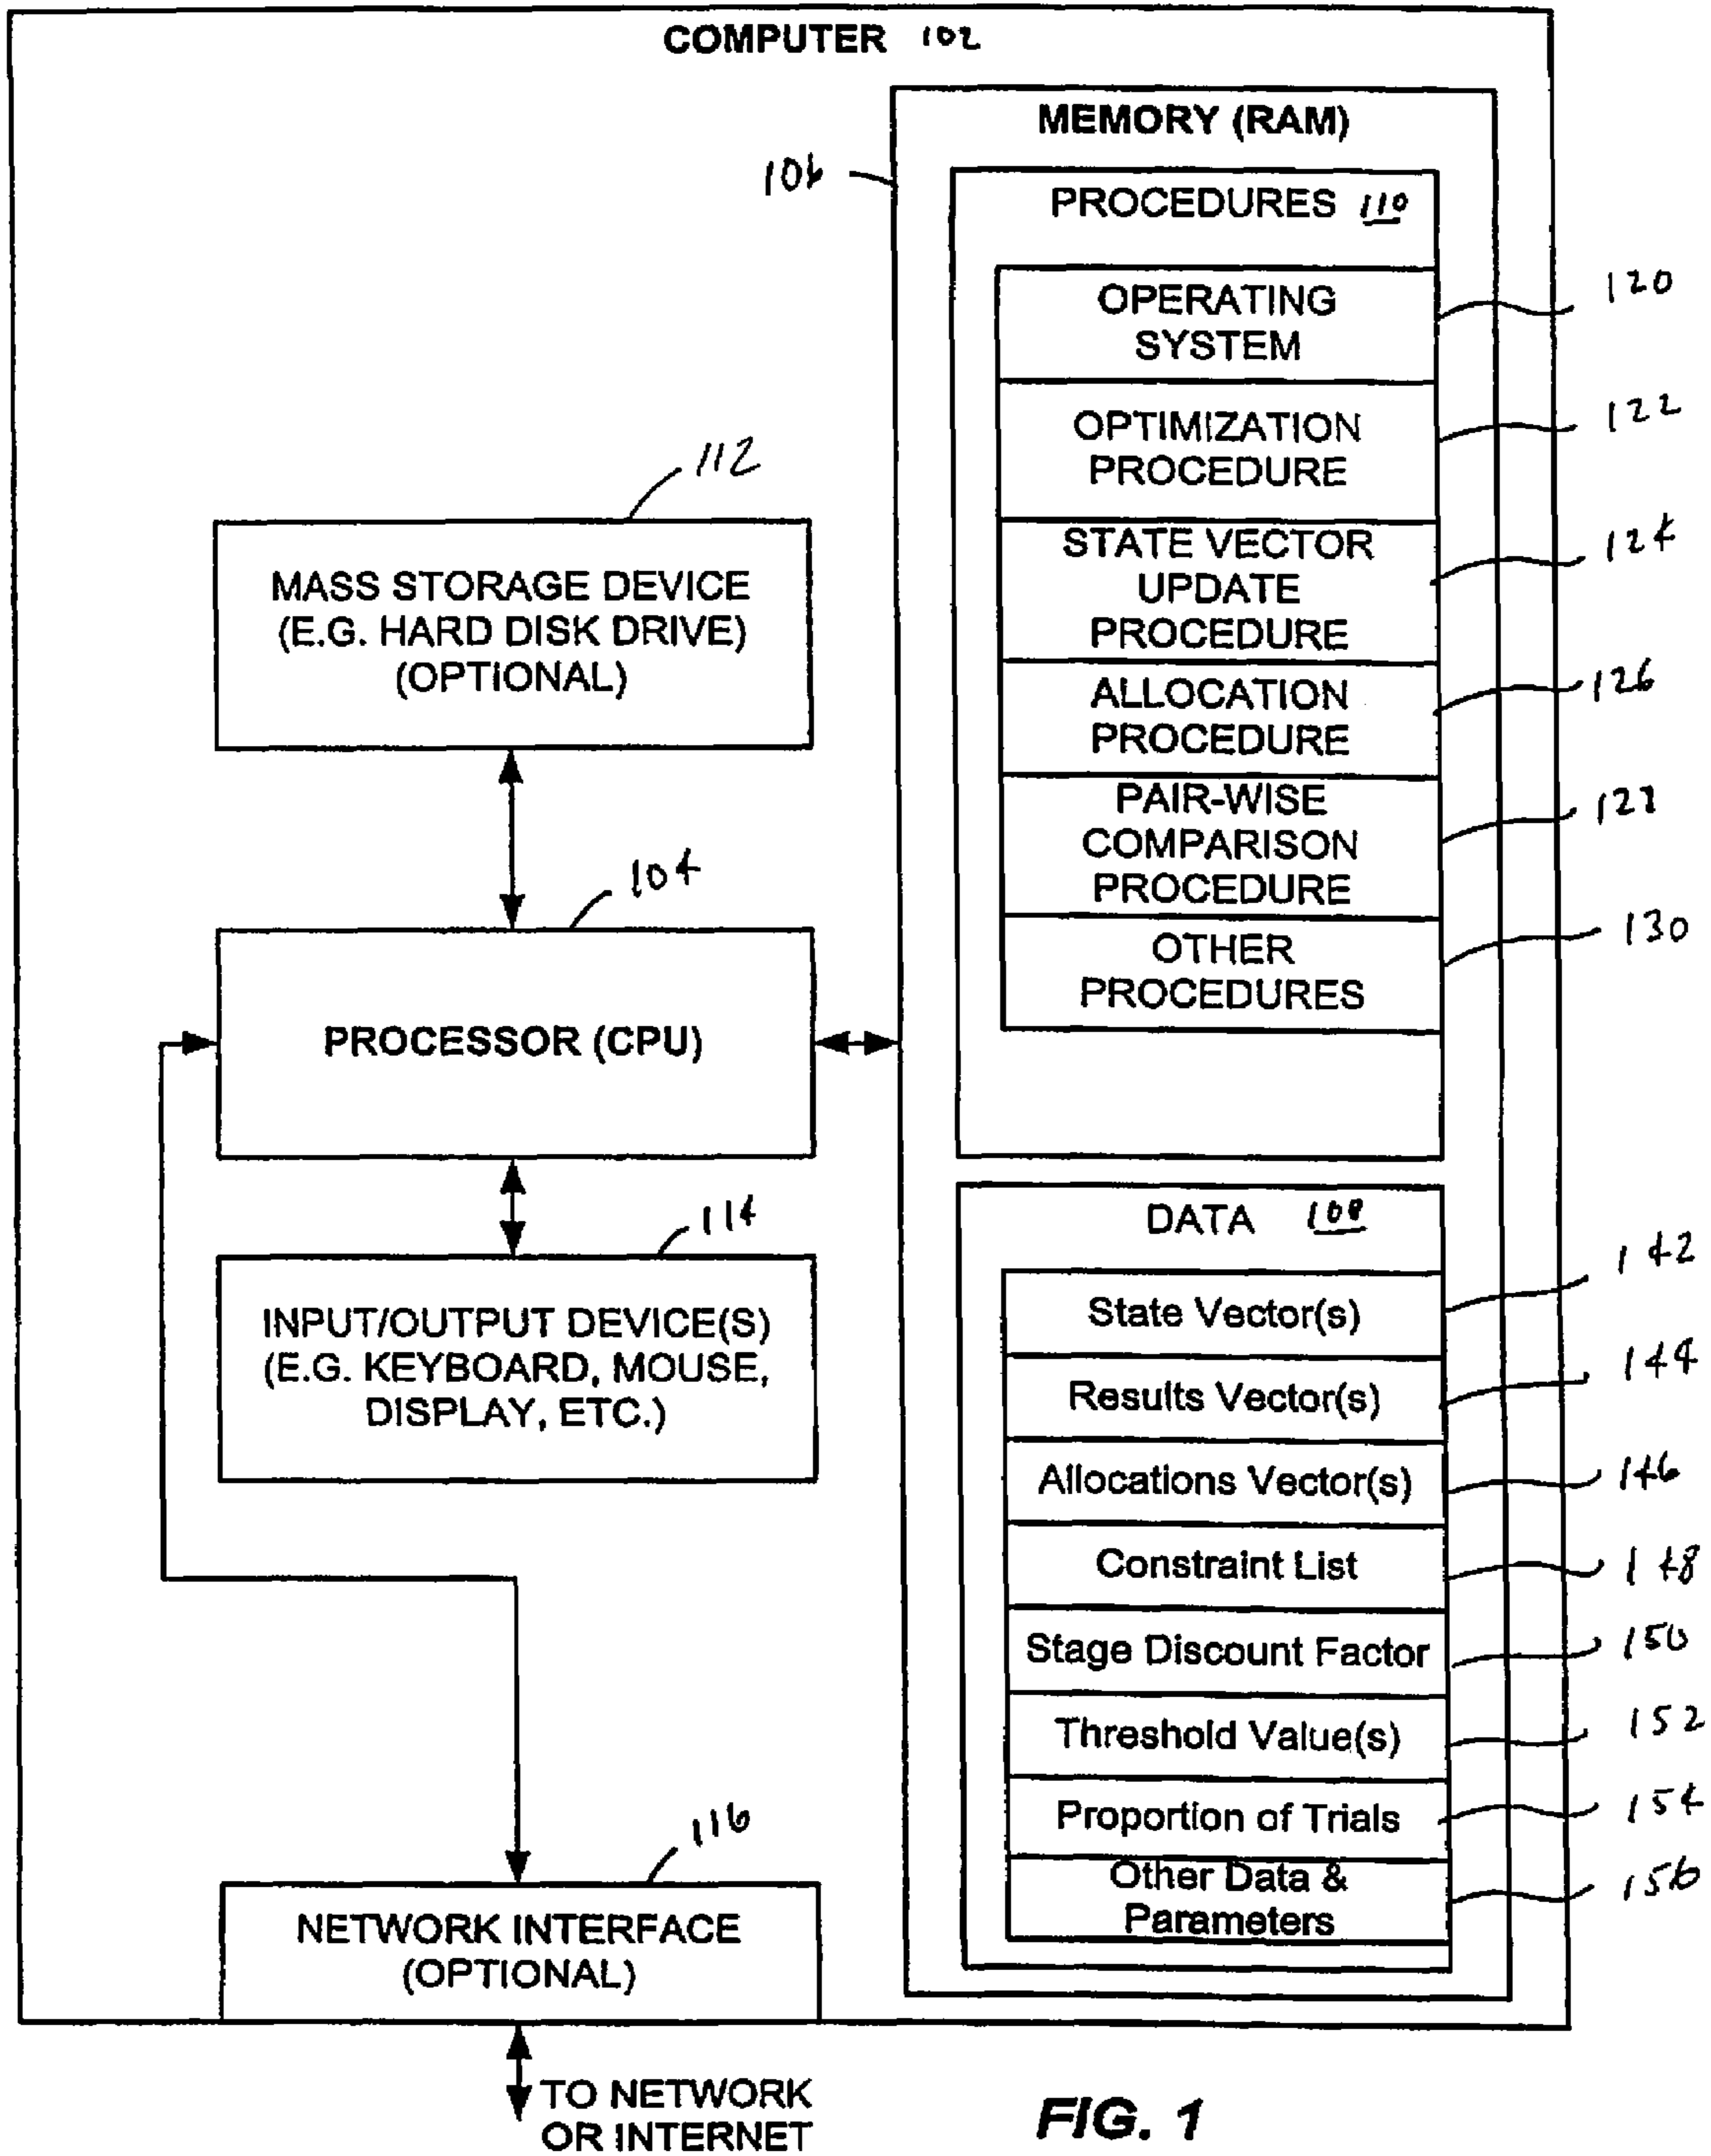 COMPUTER 102
MEMORY (RAM)
106
PROCEDURES 110
OPERATING
SYSTEM
120
OPTIMIZATION
PROCEDURE
122
STATE VECTOR
UPDATE
PROCEDURE
124
ALLOCATION
PROCEDURE
126
PAIR-WISE
COMPARISON
PROCEDURE
128
OTHER
PROCEDURES
130
112
MASS STORAGE DEVICE
(E.G. HARD DISK DRIVE)
(OPTIONAL)
104
PROCESSOR (CPU)
114
INPUT/OUTPUT DEVICE(S)
(E.G. KEYBOARD, MOUSE,
DISPLAY, ETC.)
DATA 108
State Vector(s)
142
Results Vector(s)
144
Allocations Vector(s)
146
Constraint List
148
Stage Discount Factor
150
Threshold Value(s)
152
Proportion of Trials
154
Other Data &
Parameters
156
116
NETWORK INTERFACE
(OPTIONAL)
TO NETWORK
OR INTERNET
FIG. 1